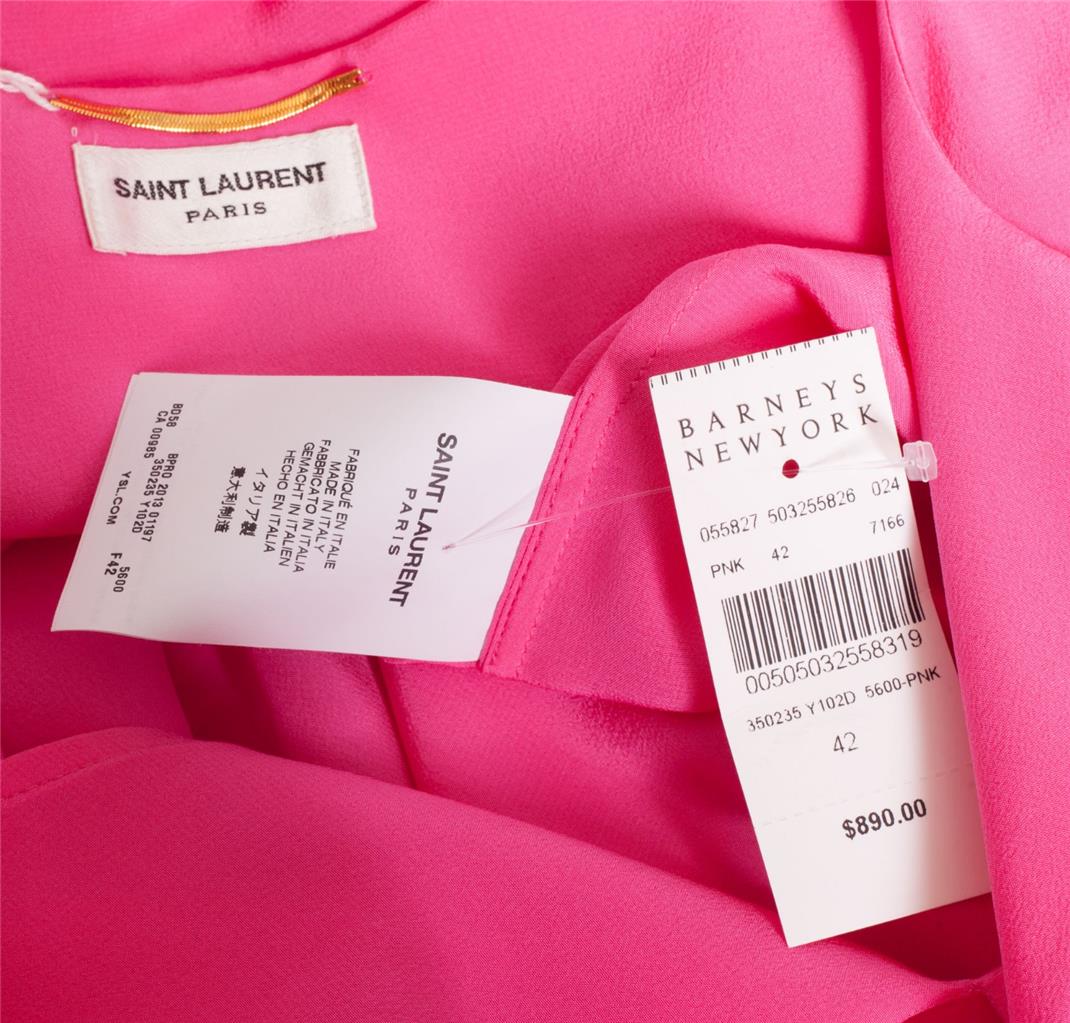 SAINT LAURENT
PARIS
SAINT LAURENT
PARIS
FABRIQUÉ EN ITALIE
MADE IN ITALY
FABBRICATO IN ITALIA
GEMACHT IN ITALIEN
HECHO EN ITALIA
イタリア製
意大利制造
BD58 BPRO 2013 01197 5600
CA 00985 350235 Y102D F42
YSL.COM
BARNEYS
NEWYORK
055827 503255826 024
7166
PNK 42
00505032558319
350235 Y102D 5600-PNK
42
$890.00